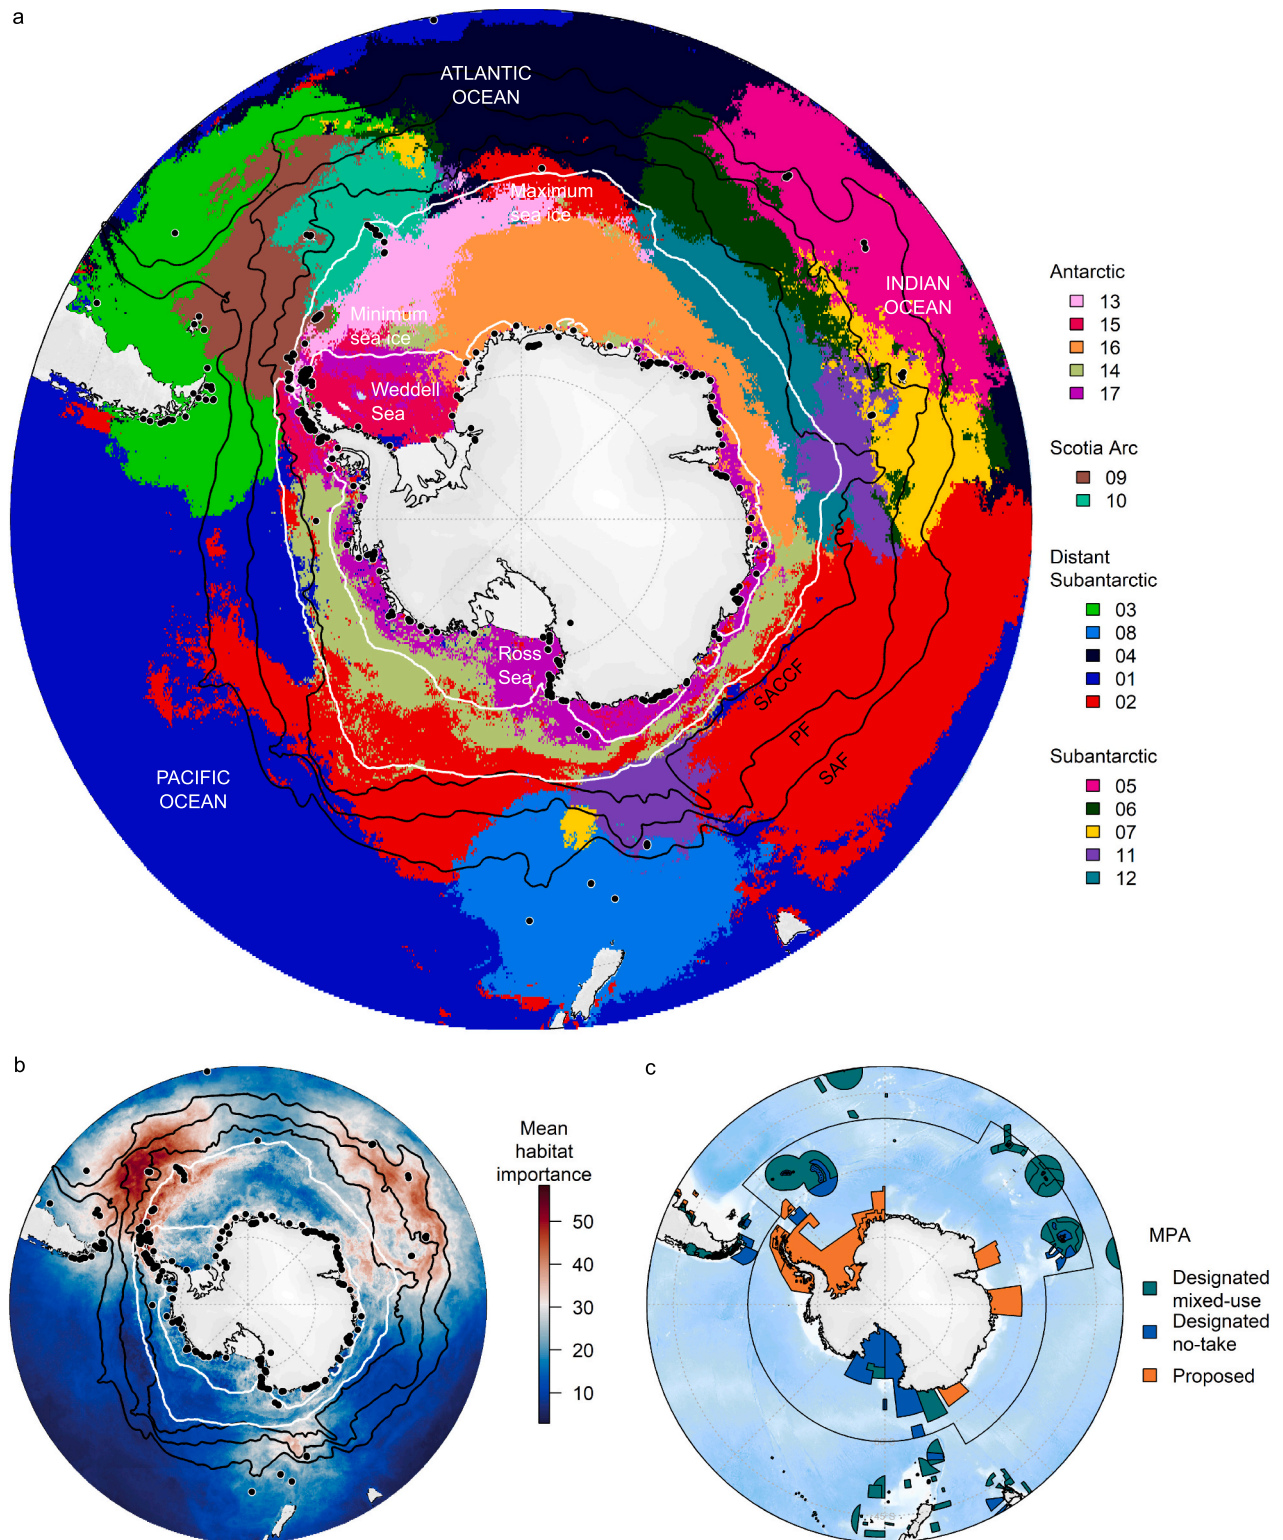 a
ATLANTIC
OCEAN
Maximum
sea ice
Minimum
sea ice
Weddell
Sea
INDIAN
OCEAN
Ross
Sea
SACCF
PF
SAF
PACIFIC
OCEAN
Antarctic
13
15
16
14
17
Scotia Arc
09
10
Distant
Subantarctic
03
08
04
01
02
Subantarctic
05
06
07
11
12
b
Mean
habitat
importance
50
40
30
20
10
c
MPA
Designated
mixed-use
Designated
no-take
Proposed